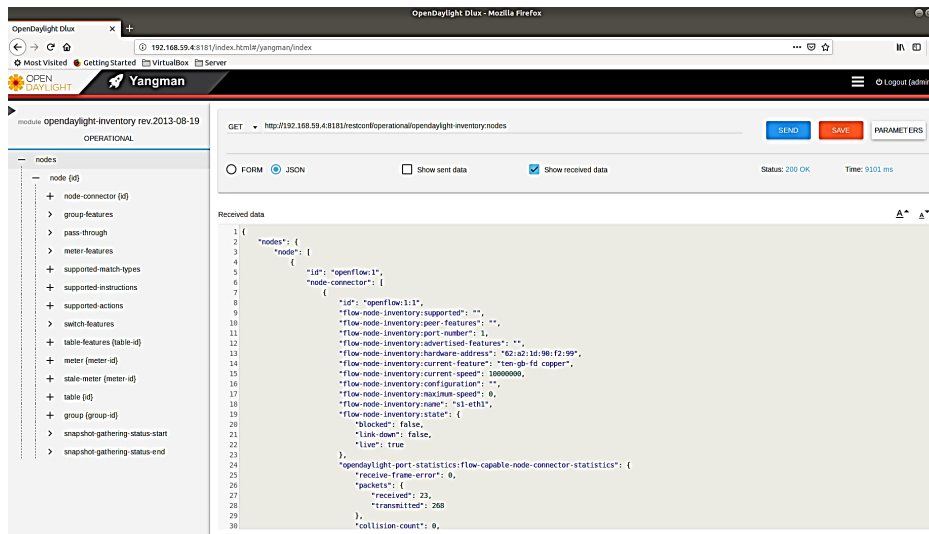 OpenDaylight Dlux - Mozilla Firefox
OpenDaylight Dlux × +
192.168.59.4:8181/index.html#/yangman/index
Most Visited Getting Started VirtualBox Server
OPEN DAYLIGHT Yangman Logout (admin
module opendaylight-inventory rev.2013-08-19
OPERATIONAL
nodes
node {id}
node-connector {id}
group-features
pass-through
meter-features
supported-match-types
supported-instructions
supported-actions
switch-features
table-features {table-id}
meter {meter-id}
stale-meter {meter-id}
table {id}
group {group-id}
snapshot-gathering-status-start
snapshot-gathering-status-end
GET http://192.168.59.4:8181/restconf/operational/opendaylight-inventory:nodes SEND SAVE PARAMETERS
FORM JSON Show sent data Show received data Status: 200 OK Time: 9101 ms
Received data A A
1 {
2 "nodes": {
3 "node": [
4 {
5 "id": "openflow:1",
6 "node-connector": [
7 {
8 "id": "openflow:1:1",
9 "flow-node-inventory:supported": "",
10 "flow-node-inventory:peer-features": "",
11 "flow-node-inventory:port-number": 1,
12 "flow-node-inventory:advertised-features": "",
13 "flow-node-inventory:hardware-address": "62:a2:1d:90:f2:99",
14 "flow-node-inventory:current-feature": "ten-gb-fd copper",
15 "flow-node-inventory:current-speed": 10000000,
16 "flow-node-inventory:configuration": "",
17 "flow-node-inventory:maximum-speed": 0,
18 "flow-node-inventory:name": "s1-eth1",
19 "flow-node-inventory:state": {
20 "blocked": false,
21 "link-down": false,
22 "live": true
23 },
24 "opendaylight-port-statistics:flow-capable-node-connector-statistics": {
25 "receive-frame-error": 0,
26 "packets": {
27 "received": 23,
28 "transmitted": 268
29 },
30 "collision-count": 0,